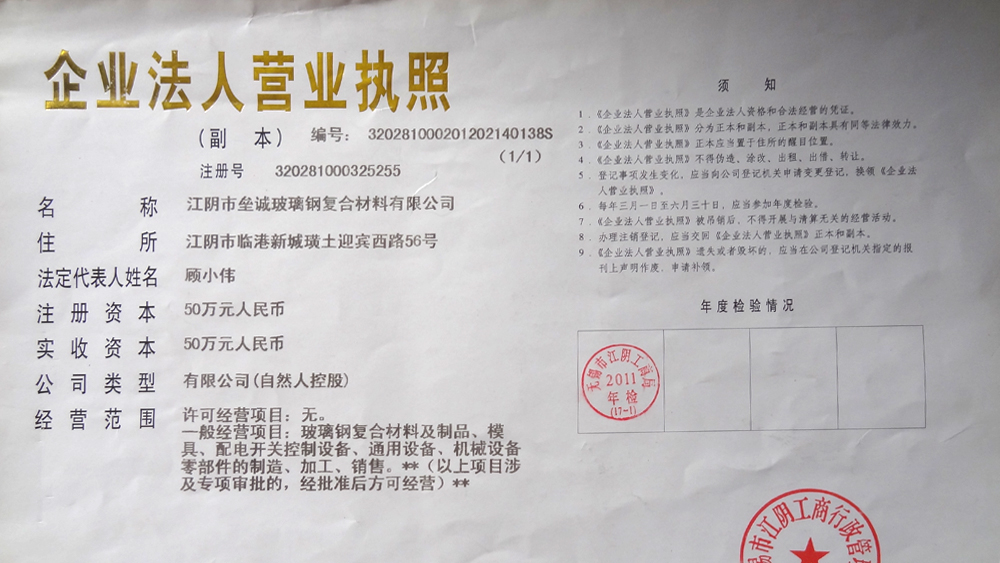 企业法人营业执照
(副 本) 编号: 320281000201202140138S
(1/1)
注册号 320281000325255
名 称 江阴市垒诚玻璃钢复合材料有限公司
住 所 江阴市临港新城璜土迎宾西路56号
法定代表人姓名 顾小伟
注 册 资 本 50万元人民币
实 收 资 本 50万元人民币
公 司 类 型 有限公司(自然人控股)
经 营 范 围 许可经营项目: 无。
一般经营项目: 玻璃钢复合材料及制品、模
具、配电开关控制设备、通用设备、机械设备
零部件的制造、加工、销售。**(以上项目涉
及专项审批的, 经批准后方可经营)**
须 知
1.《企业法人营业执照》是企业法人资格和合法经营的凭证。
2.《企业法人营业执照》分为正本和副本, 正本和副本具有同等法律效力。
3.《企业法人营业执照》正本应当置于住所的醒目位置。
4.《企业法人营业执照》不得伪造、涂改、出租、出借、转让。
5.登记事项发生变化, 应当向公司登记机关申请变更登记, 换领《企业法
人营业执照》。
6.每年三月一日至六月三十日, 应当参加年度检验。
7.《企业法人营业执照》被吊销后, 不得开展与清算无关的经营活动。
8.办理注销登记, 应当交回《企业法人营业执照》正本和副本。
9.《企业法人营业执照》遗失或者毁坏的, 应当在公司登记机关指定的报
刊上声明作废, 申请补领。
年度检验情况
无锡市江阴工商局
2011
年检
(17-1)
锡市江阴工商行政管